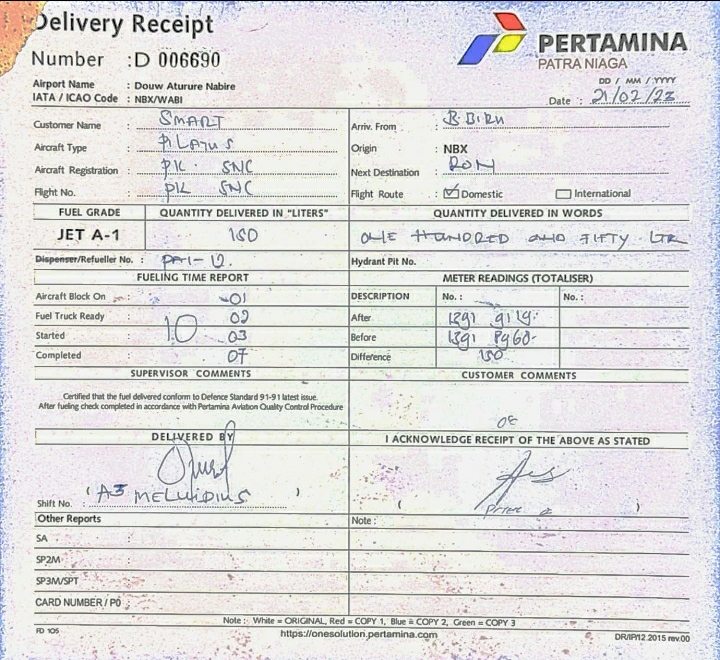 Delivery Receipt
Number : D 006690
PERTAMINA
PATRA NIAGA
Airport Name : Douw Aturure Nabire
IATA / ICAO Code : NBX/WABI
DD / MM / YYYY
Date : 21/02/23
Customer Name : SMART
Arriv. From : B.BIRU
Aircraft Type : PILATUS
Origin : NBX
Aircraft Registration : PK . SNC
Next Destination : RON
Flight No. : PK SNC
Flight Route : Domestic International
FUEL GRADE QUANTITY DELIVERED IN "LITERS" QUANTITY DELIVERED IN WORDS
JET A-1 150 ONE HUNDRED AND FIFTY LTR
Dispenser/Refueller No. :
Hydrant Pit No.
FUELING TIME REPORT METER READINGS (TOTALISER)
Aircraft Block On : 01
DESCRIPTION No. : No. :
Fuel Truck Ready : 10 02
After
Started : 03
Before
Completed : 07
Difference 150
SUPERVISOR COMMENTS CUSTOMER COMMENTS
Certified that the fuel delivered conform to Defence Standard 91-91 latest issue.
After fueling check completed in accordance with Pertamina Aviation Quality Control Procedure
08
DELIVERED BY I ACKNOWLEDGE RECEIPT OF THE ABOVE AS STATED
Shift No. : ( )
( )
Other Reports Note :
SA :
SP2M :
SP3M/SPT :
CARD NUMBER / PO :
Note : White = ORIGINAL, Red = COPY 1, Blue = COPY 2, Green = COPY 3
FD 105 https://onesolution.pertamina.com DR/IP/12.2015 rev.00